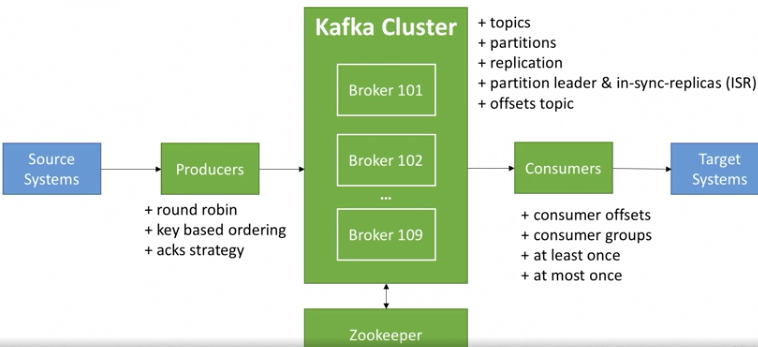 Kafka Cluster
Broker 101
Broker 102
...
Broker 109
+ topics
+ partitions
+ replication
+ partition leader & in-sync-replicas (ISR)
+ offsets topic
Source
Systems
Producers
+ round robin
+ key based ordering
+ acks strategy
Consumers
+ consumer offsets
+ consumer groups
+ at least once
+ at most once
Target
Systems
Zookeeper